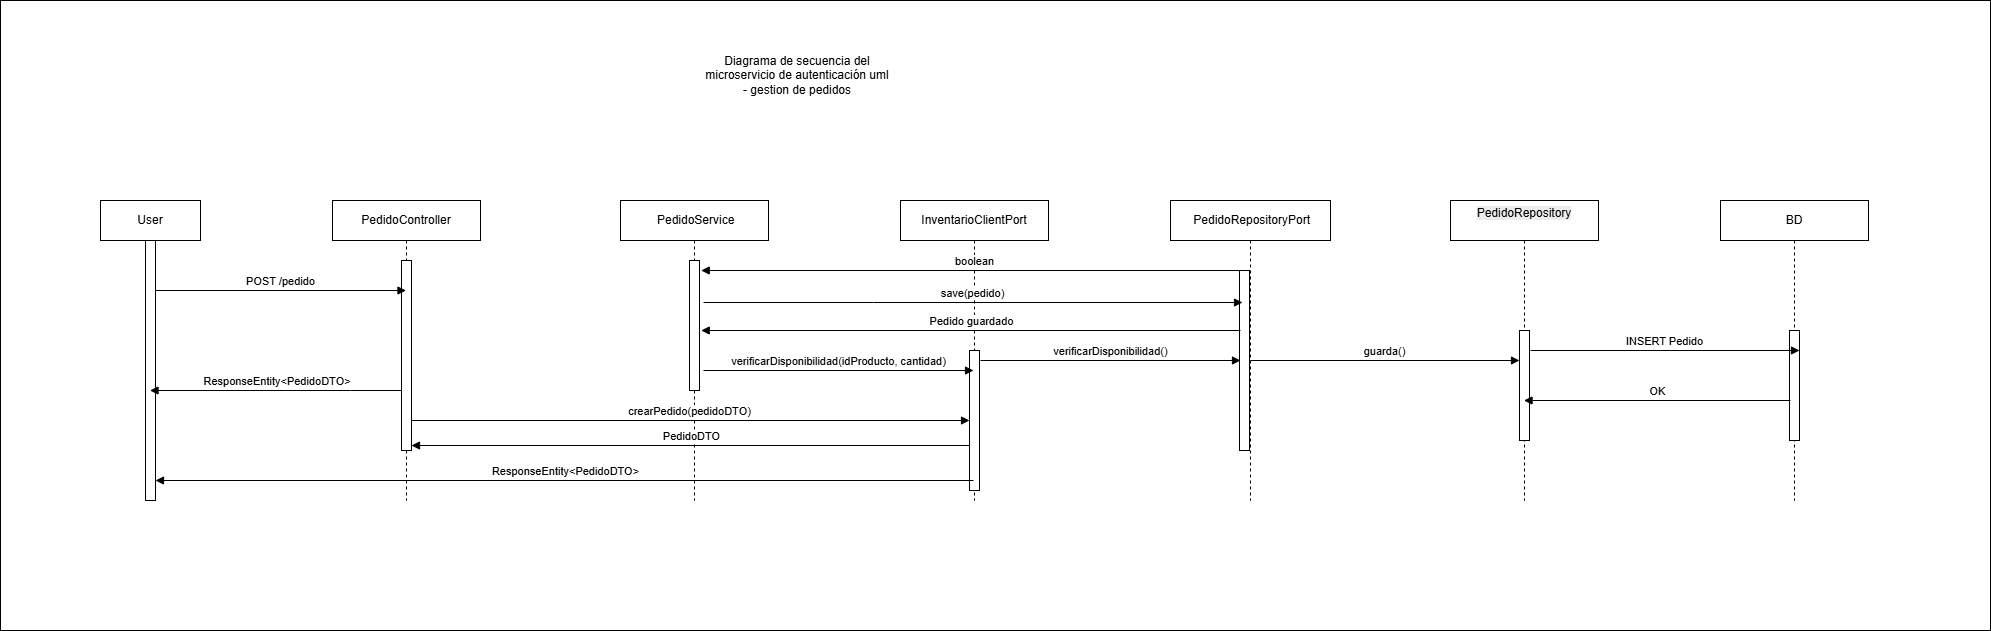 Diagrama de secuencia del
microservicio de autenticación uml
- gestion de pedidos
User
PedidoController
PedidoService
InventarioClientPort
PedidoRepositoryPort
PedidoRepository
BD
boolean
POST /pedido
save(pedido)
Pedido guardado
INSERT Pedido
verificarDisponibilidad(idProducto, cantidad)
verificarDisponibilidad()
guarda()
ResponseEntity<PedidoDTO>
OK
crearPedido(pedidoDTO)
PedidoDTO
ResponseEntity<PedidoDTO>